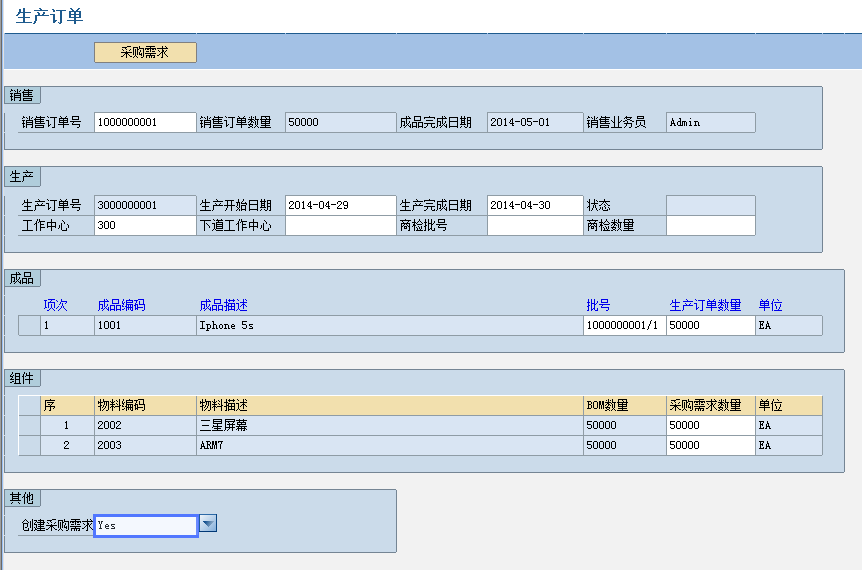 生产订单
采购需求
销售
销售订单号 1000000001 销售订单数量 50000 成品完成日期 2014-05-01 销售业务员 Admin
生产
生产订单号 3000000001 生产开始日期 2014-04-29 生产完成日期 2014-04-30 状态
工作中心 300 下道工作中心 商检批号 商检数量
成品
项次 成品编码 成品描述 批号 生产订单数量 单位
1 1001 Iphone 5s 1000000001/1 50000 EA
组件
序 物料编码 物料描述 BOM数量 采购需求数量 单位
1 2002 三星屏幕 50000 50000 EA
2 2003 ARM7 50000 50000 EA
其他
创建采购需求 Yes